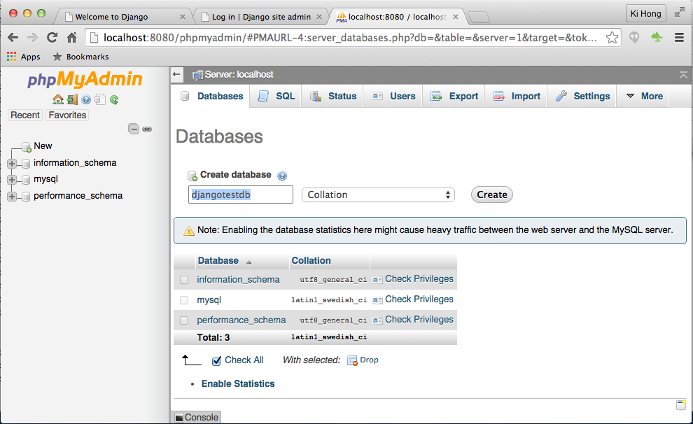 Welcome to Django
Log in | Django site admin
localhost:8080 / localhos
Ki Hong
localhost:8080/phpmyadmin/#PMAURL-4:server_databases.php?db=&table=&server=1&target=&tok...
Apps
Bookmarks
phpMyAdmin
Recent
Favorites
New
information_schema
mysql
performance_schema
Server: localhost
Databases
SQL
Status
Users
Export
Import
Settings
More
Databases
Create database
djangotestdb
Collation
Create
Note: Enabling the database statistics here might cause heavy traffic between the web server and the MySQL server.
Database Collation
information_schema utf8_general_ci Check Privileges
mysql latin1_swedish_ci Check Privileges
performance_schema utf8_general_ci Check Privileges
Total: 3 latin1_swedish_ci
Check All With selected: Drop
Enable Statistics
Console